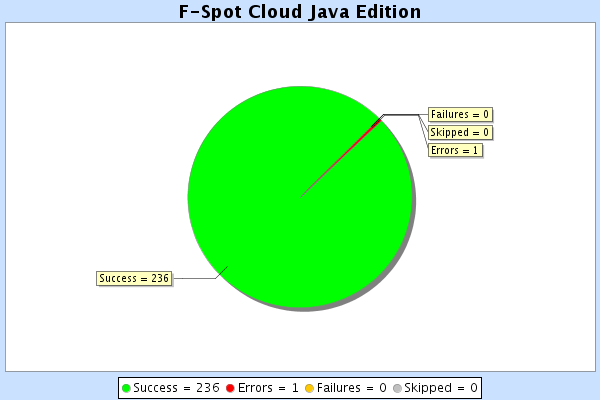 F-Spot Cloud Java Edition
Failures = 0
Skipped = 0
Errors = 1
Success = 236
Success = 236 Errors = 1 Failures = 0 Skipped = 0